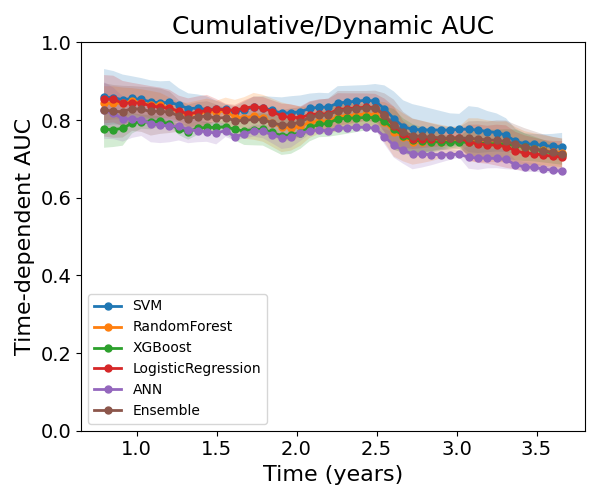 Cumulative/Dynamic AUC
Time-dependent AUC
1.0
0.8
0.6
0.4
0.2
0.0
SVM
RandomForest
XGBoost
LogisticRegression
ANN
Ensemble
1.0 1.5 2.0 2.5 3.0 3.5
Time (years)